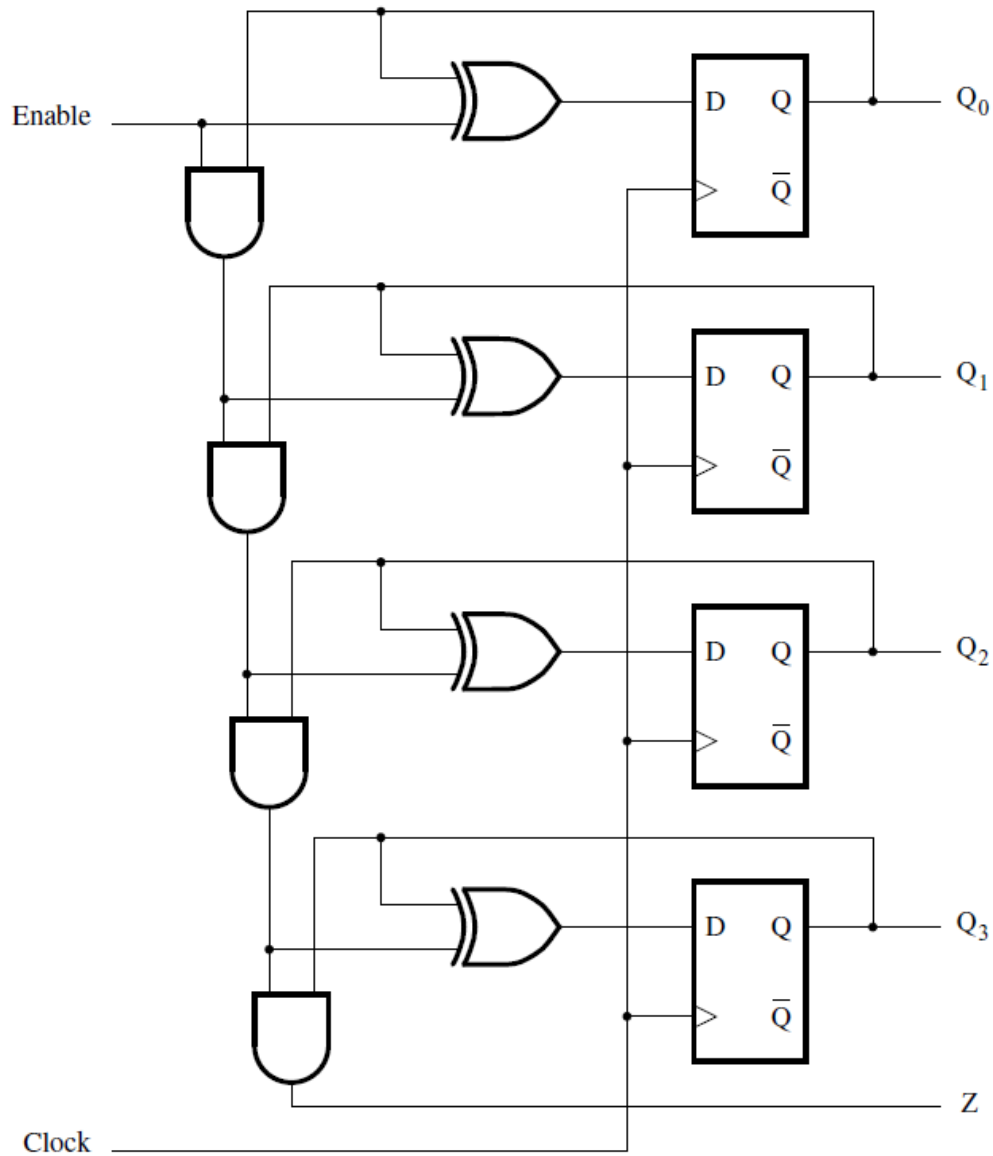 Enable
D Q Q₀
Q̅
D Q Q₁
Q̅
D Q Q₂
Q̅
D Q Q₃
Q̅
Z
Clock